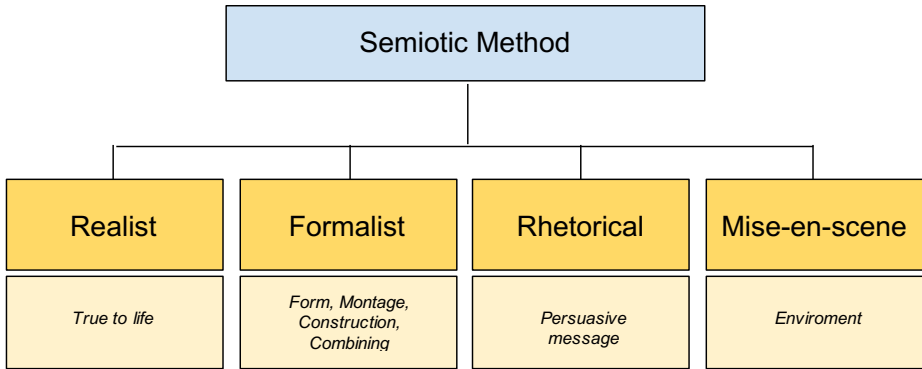 Semiotic Method
Realist
Formalist
Rhetorical
Mise-en-scene
True to life
Form, Montage,
Construction,
Combining
Persuasive
message
Enviroment